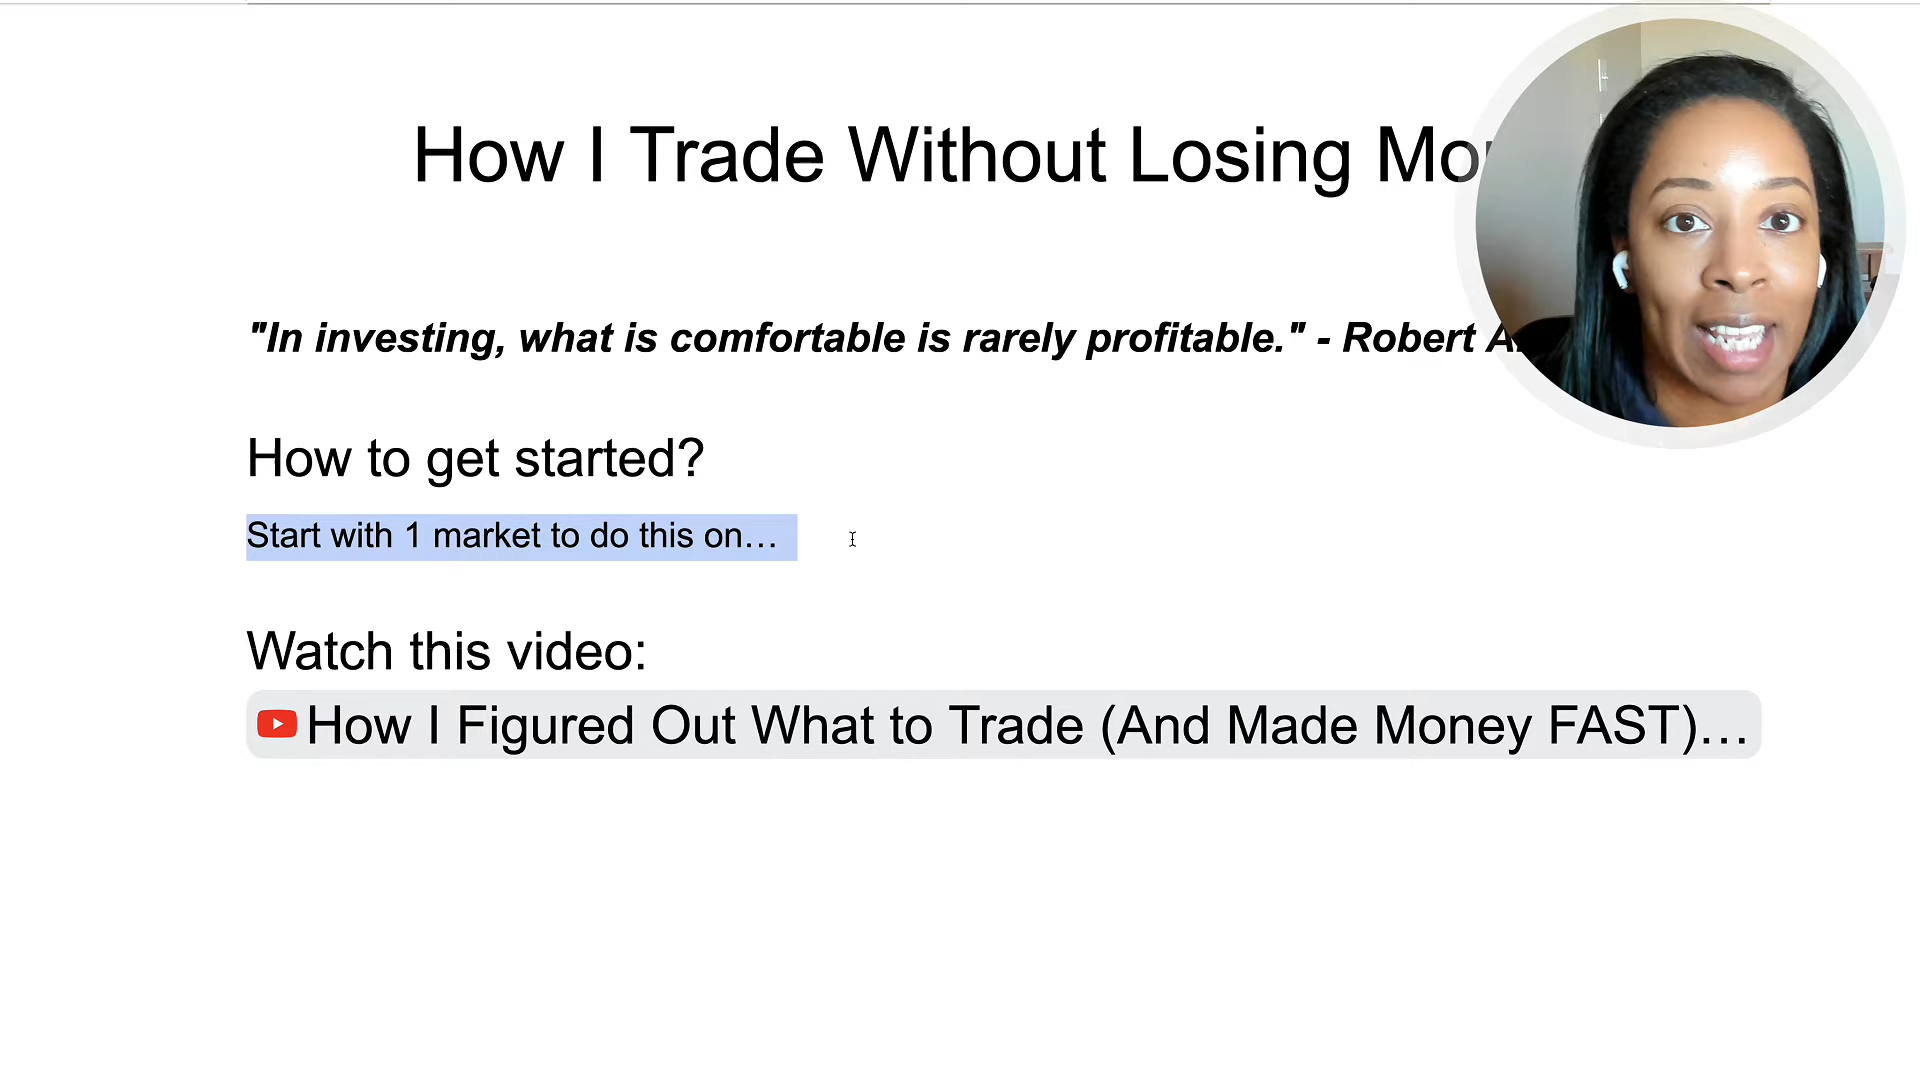 How I Trade Without Losing
"In investing, what is comfortable is rarely profitable." - Robert
How to get started?
Start with 1 market to do this on…
Watch this video:
How I Figured Out What to Trade (And Made Money FAST)…